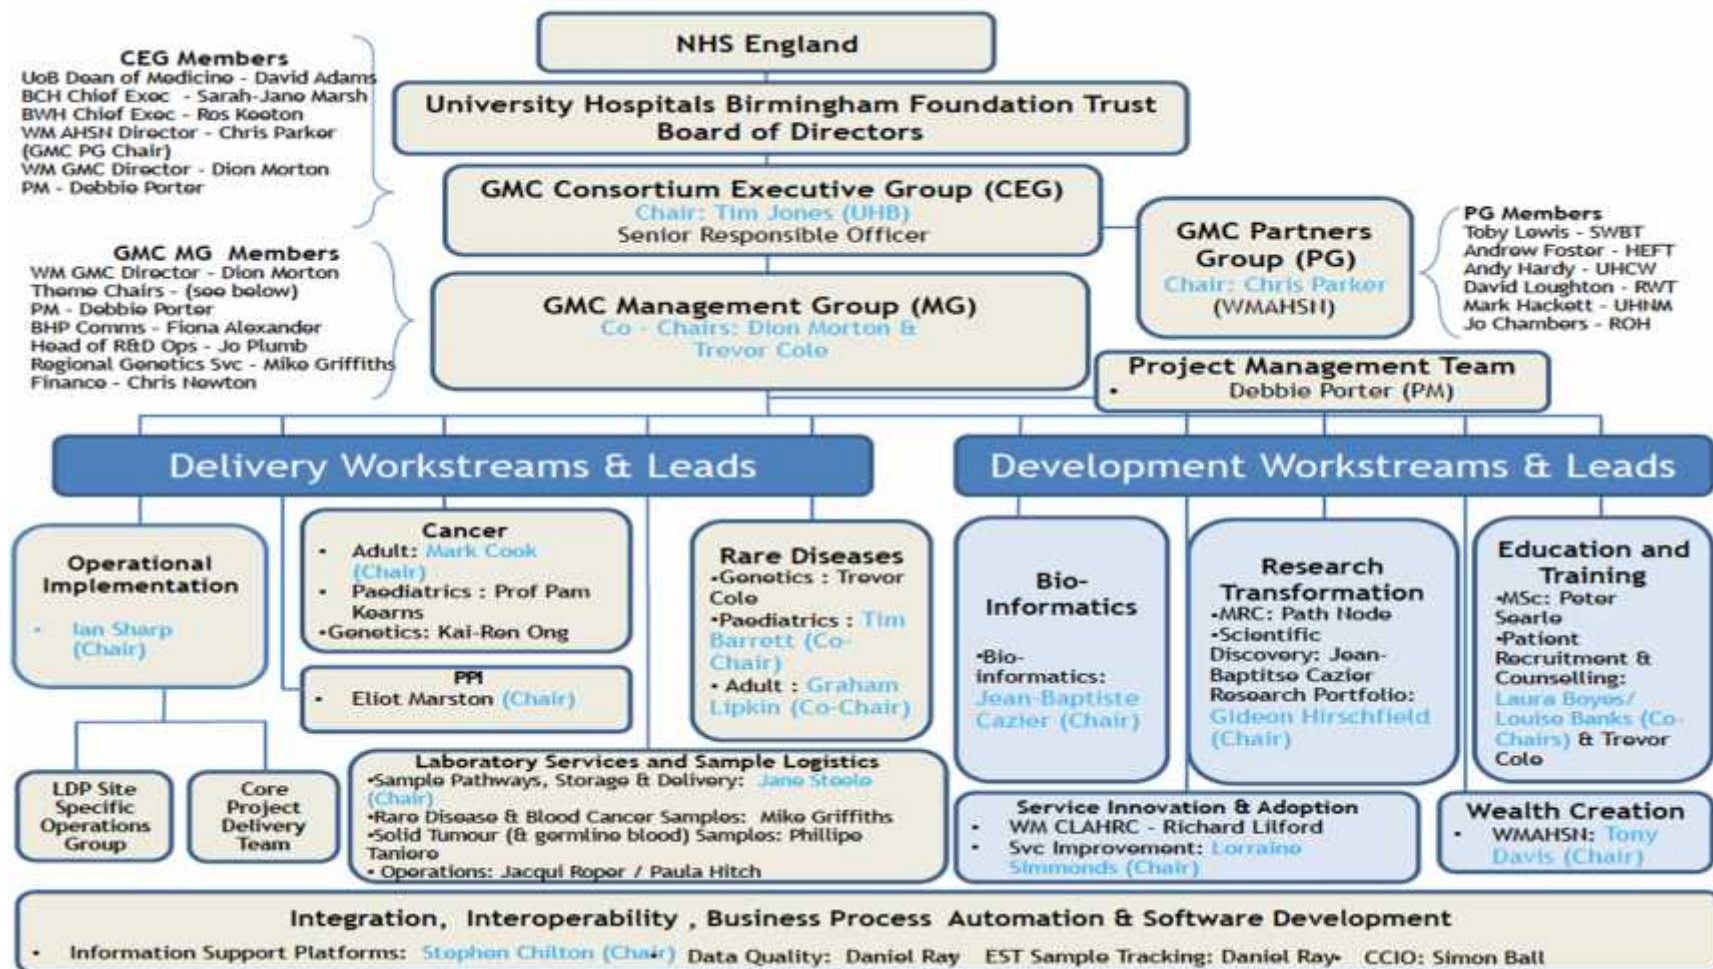 NHS England
University Hospitals Birmingham Foundation Trust
Board of Directors
CEG Members
UoB Dean of Medicine - David Adams
BCH Chief Exec - Sarah-Jane Marsh
BWH Chief Exec - Ros Keeton
WM AHSN Director - Chris Parker
(GMC PG Chair)
WM GMC Director - Dion Morton
PM - Debbie Porter
GMC Consortium Executive Group (CEG)
Chair: Tim Jones (UHB)
Senior Responsible Officer
GMC Partners
Group (PG)
Chair: Chris Parker
(WMAHSN)
PG Members
Toby Lewis - SWBT
Andrew Foster - HEFT
Andy Hardy - UHCW
David Loughton - RWT
Mark Hackett - UHNM
Jo Chambers - ROH
GMC MG Members
WM GMC Director - Dion Morton
Theme Chairs - (see below)
PM - Debbie Porter
BHP Comms - Fiona Alexander
Head of R&D Ops - Jo Plumb
Regional Genetics Svc - Mike Griffiths
Finance - Chris Newton
GMC Management Group (MG)
Co - Chairs: Dion Morton &
Trevor Cole
Project Management Team
• Debbie Porter (PM)
Delivery Workstreams & Leads
Development Workstreams & Leads
Operational
Implementation
• Ian Sharp
(Chair)
LDP Site
Specific
Operations
Group
Core
Project
Delivery
Team
Cancer
• Adult: Mark Cook
(Chair)
• Paediatrics : Prof Pam
Kearns
•Genetics: Kai-Ren Ong
PPI
• Eliot Marston (Chair)
Rare Diseases
•Genetics : Trevor
Cole
•Paediatrics : Tim
Barrett (Co-
Chair)
• Adult : Graham
Lipkin (Co-Chair)
Laboratory Services and Sample Logistics
•Sample Pathways, Storage & Delivery: Jane Steele
(Chair)
•Rare Disease & Blood Cancer Samples: Mike Griffiths
•Solid Tumour (& germline blood) Samples: Phillipe
Taniere
• Operations: Jacqui Roper / Paula Hitch
Bio-
Informatics
•Bio-
informatics:
Jean-Baptiste
Cazier (Chair)
Research
Transformation
•MRC: Path Node
•Scientific
Discovery: Jean-
Baptitse Cazier
Research Portfolio:
Gideon Hirschfield
(Chair)
Education and
Training
•MSc: Peter
Searle
•Patient
Recruitment &
Counselling:
Laura Boyes/
Louise Banks (Co-
Chairs) & Trevor
Cole
Service Innovation & Adoption
• WM CLAHRC - Richard Lilford
• Svc Improvement: Lorraine
Simmonds (Chair)
Wealth Creation
• WMAHSN: Tony
Davis (Chair)
Integration, Interoperability , Business Process Automation & Software Development
• Information Support Platforms: Stephen Chilton (Chair)• Data Quality: Daniel Ray EST Sample Tracking: Daniel Ray• CCIO: Simon Ball